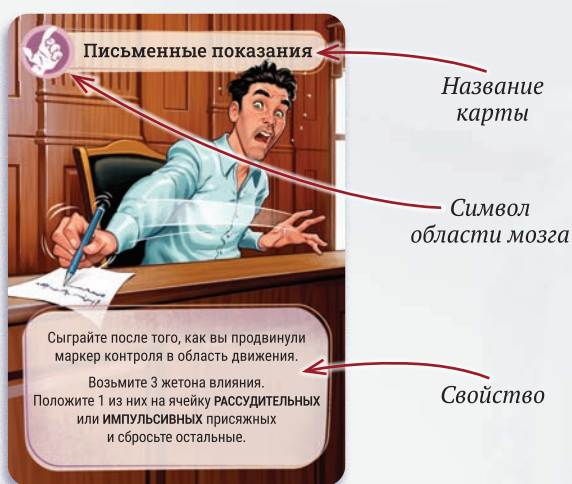 Письменные показания
Название
карты
Символ
области мозга
Сыграйте после того, как вы продвинули
маркер контроля в область движения.
Возьмите 3 жетона влияния.
Положите 1 из них на ячейку РАССУДИТЕЛЬНЫХ
или ИМПУЛЬСИВНЫХ присяжных
и сбросьте остальные.
Свойство